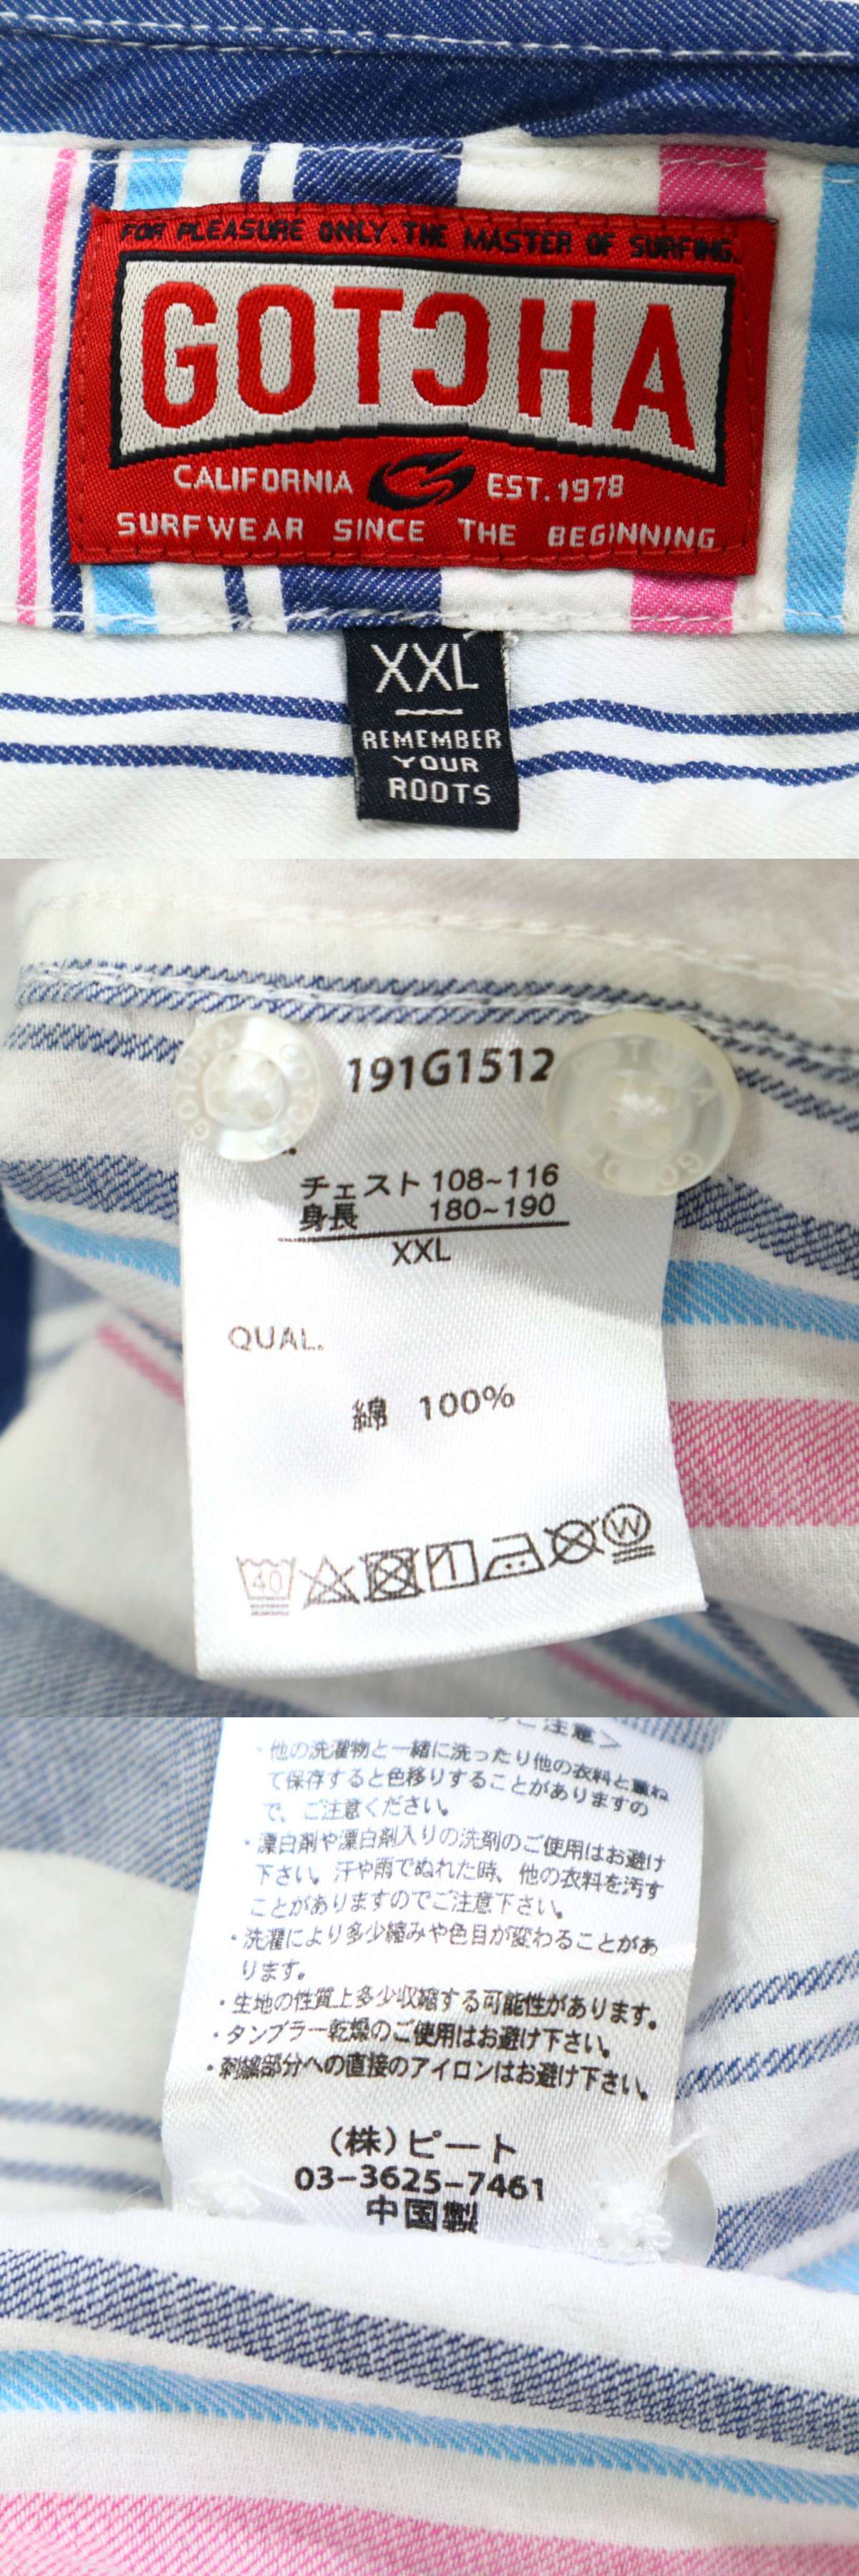 FOR PLEASURE ONLY.THE MASTER OF SURFING.
GOTCHA
CALIFORNIA EST.1978
SURFWEAR SINCE THE BEGINNING
XXL
REMEMBER
YOUR
ROOTS
GOTCHA GOTCHA
191G1512
GOTCHA GOTCHA
チェスト 108~116
身長 180~190
XXL
QUAL.
綿 100%
40
W
のご注意>
・他の洗濯物と一緒に洗ったり他の衣料と重ね
て保存すると色移りすることがありますの
で、ご注意ください。
・漂白剤や漂白剤入りの洗剤のご使用はお避け
下さい。汗や雨でぬれた時、他の衣料を汚す
ことがありますのでご注意下さい。
・洗濯により多少縮みや色目が変わることがあ
ります。
・生地の性質上多少収縮する可能性があります。
・タンブラー乾燥のご使用はお避け下さい。
・刺繍部分への直接のアイロンはお避け下さい。
(株)ピート
03-3625-7461
中国製